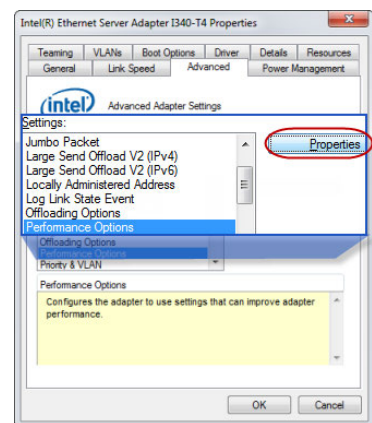 Intel(R) Ethernet Server Adapter I340-T4 Properties
Teaming VLANs Boot Options Driver Details Resources
General Link Speed Advanced Power Management
(intel) Advanced Adapter Settings
Settings:
Jumbo Packet
Properties
Large Send Offload V2 (IPv4)
Large Send Offload V2 (IPv6)
Locally Administered Address
Log Link State Event
Offloading Options
Performance Options
Offloading Options
Performance Options
Priority & VLAN
Performance Options
Configures the adapter to use settings that can improve adapter
performance.
OK Cancel